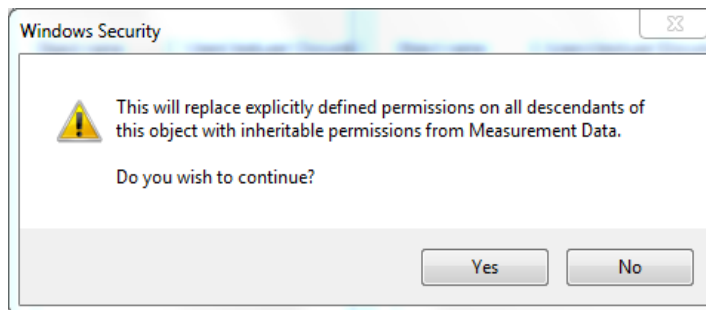 Windows Security
This will replace explicitly defined permissions on all descendants of
this object with inheritable permissions from Measurement Data.
Do you wish to continue?
Yes
No